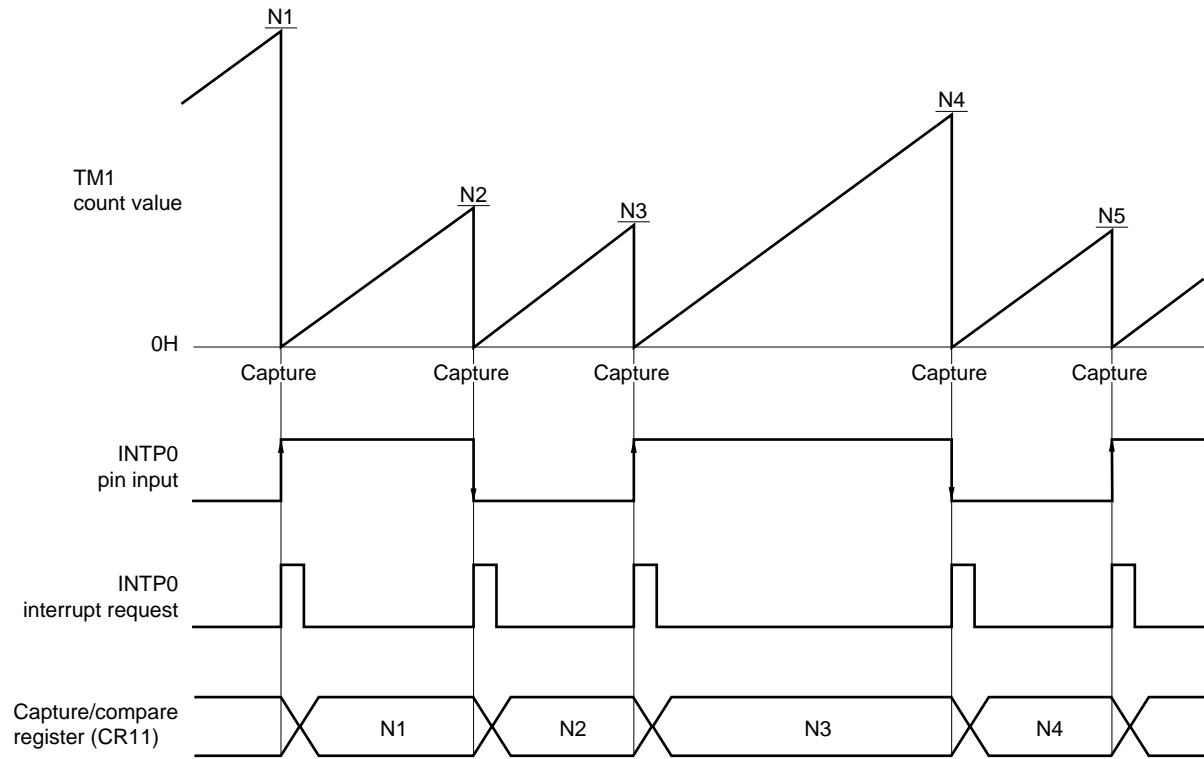 N1
N4
TM1
count value
N2
N3
N5
0H
Capture Capture Capture Capture Capture
INTP0
pin input
INTP0
interrupt request
Capture/compare
register (CR11)
N1 N2 N3 N4